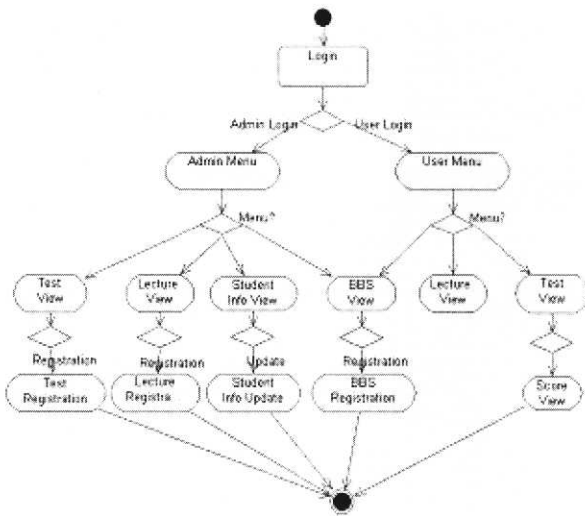 Login
Admin Login
User Login
Admin Menu
User Menu
Menu?
Menu?
Test
View
Lecture
View
Student
Info View
BBS
View
Lecture
View
Test
View
Registration
Registration
Update
Registration
Test
Registration
Lecture
Registra
Student
Info Update
BBS
Registration
Score
View